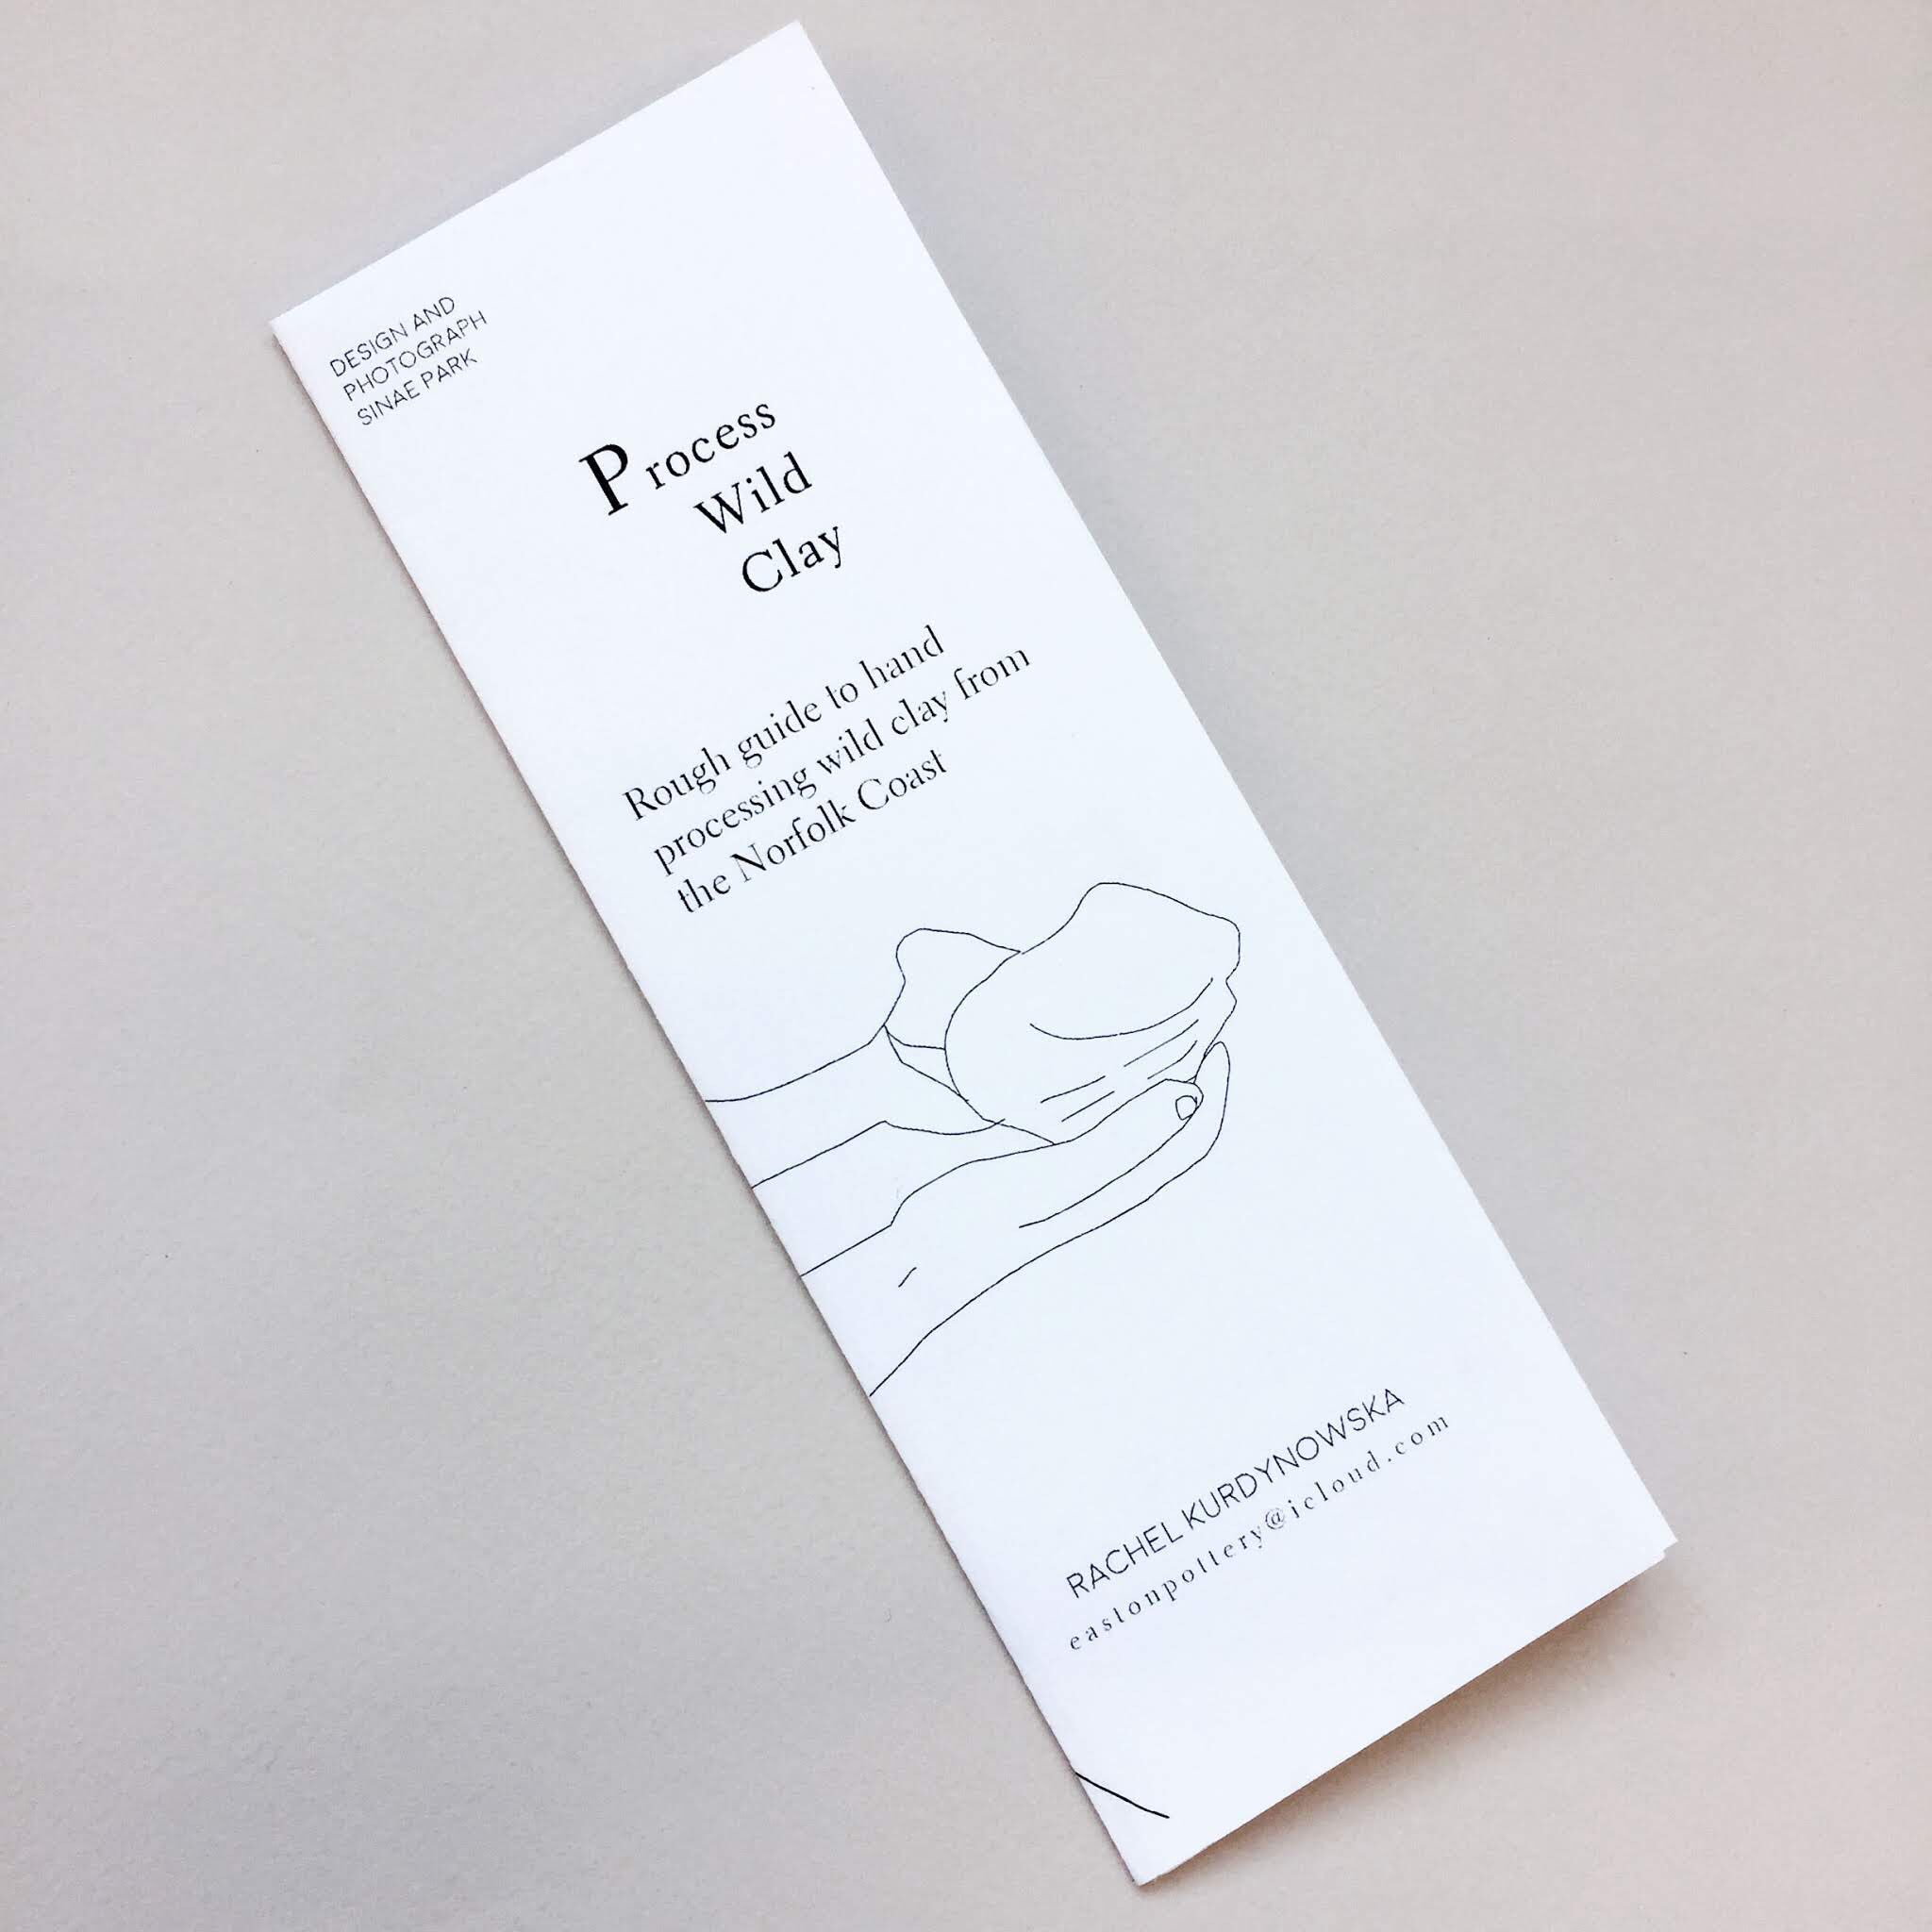 DESIGN AND
PHOTOGRAPH
SINAE PARK
Process
Wild
Clay
Rough guide to hand
processing wild clay from
the Norfolk Coast
RACHEL KURDYNOWSKA
eastonpottery@icloud.com